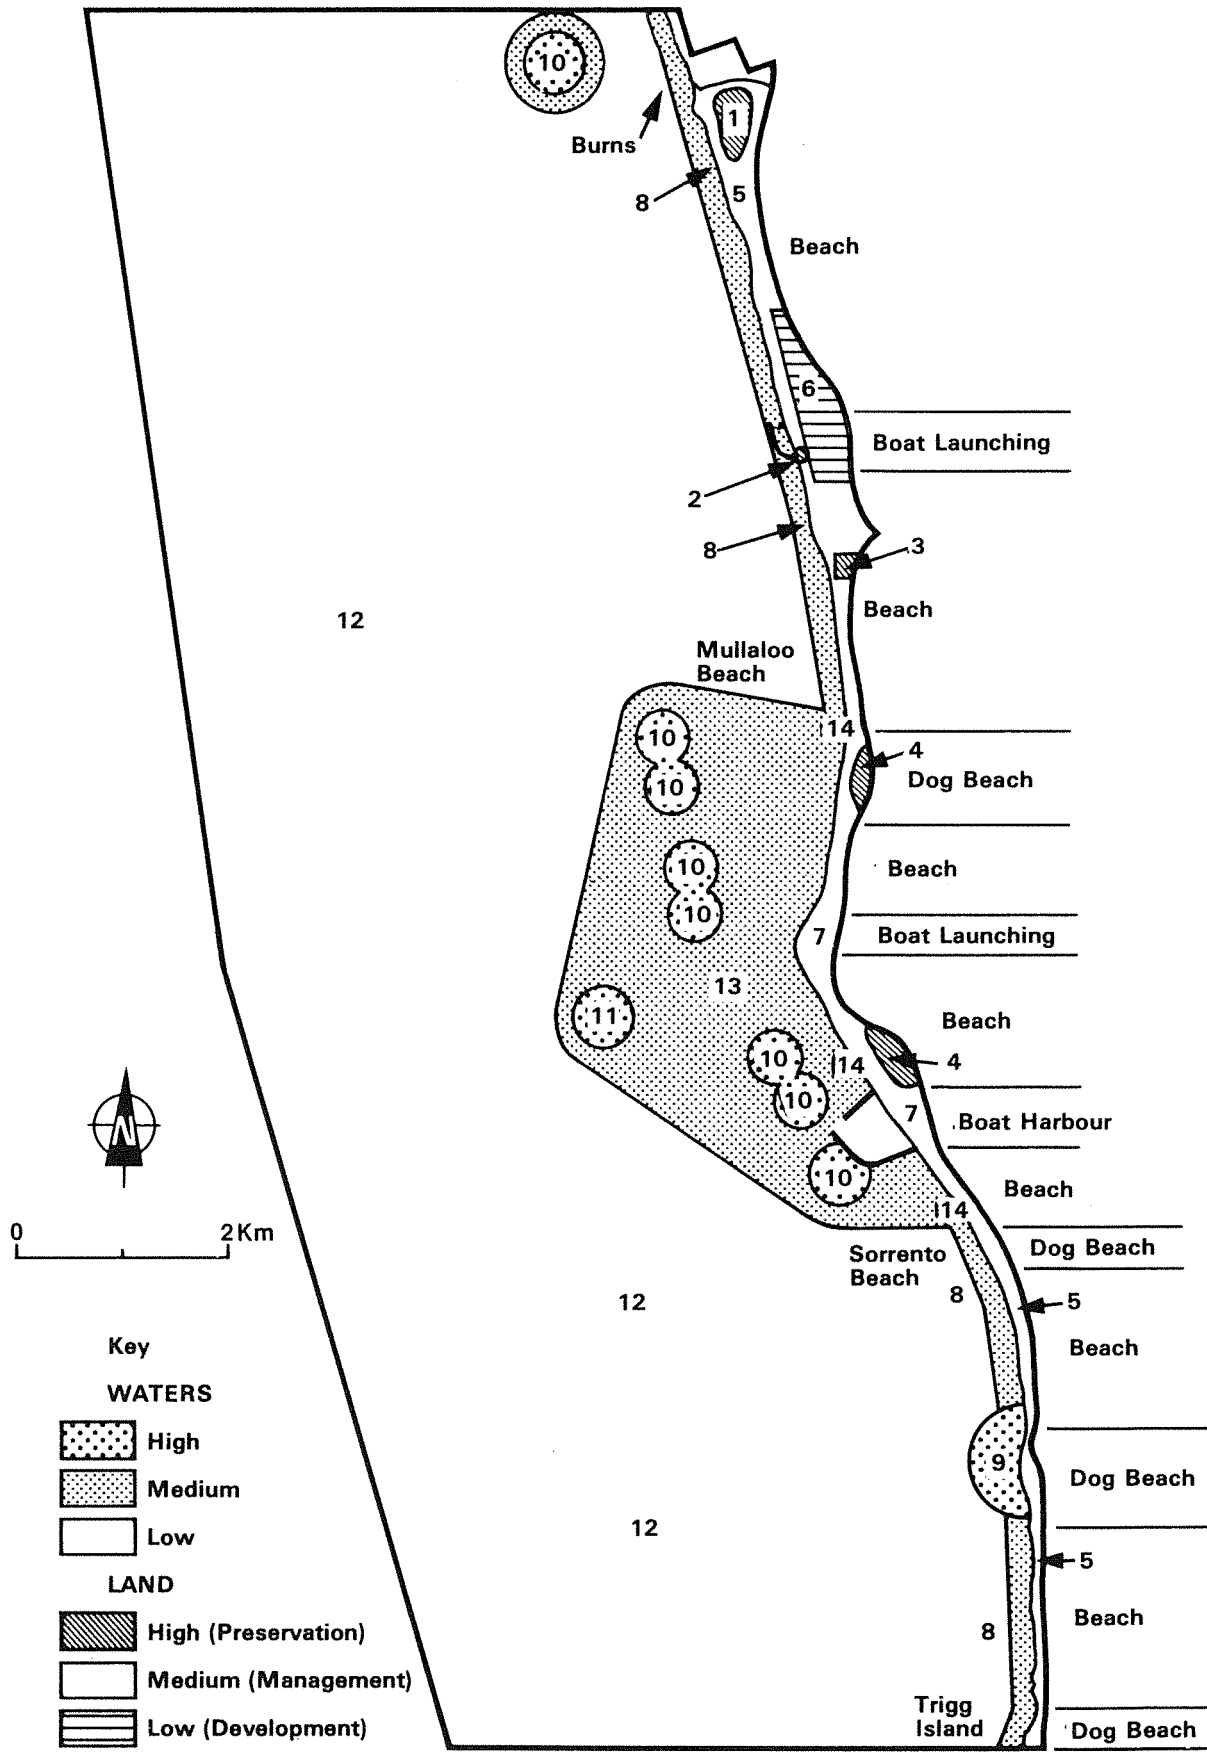 10
1
Burns
8
5
Beach
6
Boat Launching
2
8
3
Beach
12
Mullaloo
Beach
14
10
4
Dog Beach
10
10
Beach
10
7
Boat Launching
13
11
Beach
10
14
4
10
7
Boat Harbour
N
10
Beach
14
0
2 Km
Sorrento
Beach
Dog Beach
8
12
5
Beach
Key
WATERS
High
9
Dog Beach
Medium
12
Low
5
LAND
Beach
High (Preservation)
8
Medium (Management)
Trigg
Island
Low (Development)
Dog Beach